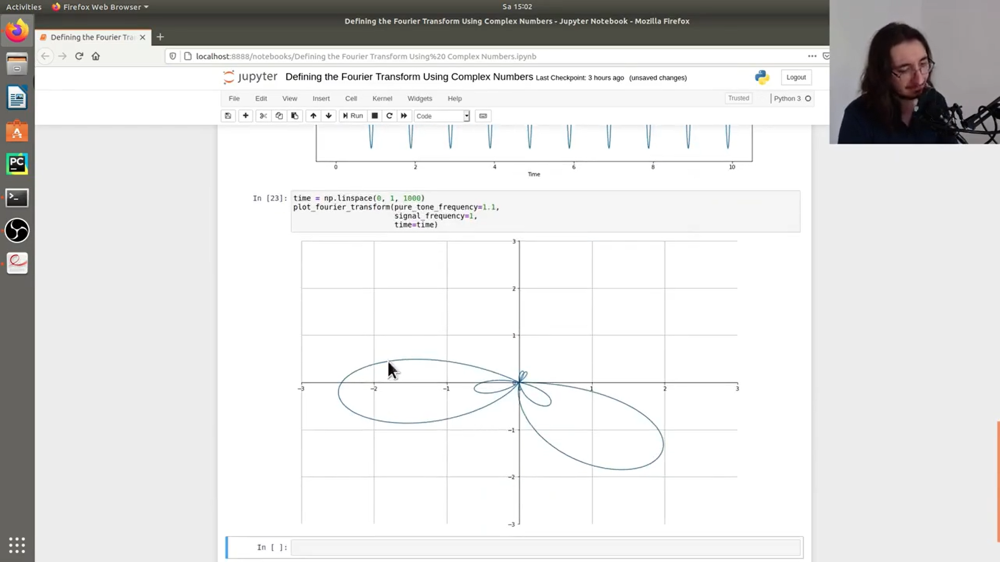 Activities
Firefox Web Browser
Sa 15:02
Defining the Fourier Transform Using Complex Numbers - Jupyter Notebook - Mozilla Firefox
Defining the Fourier Tra
localhost:8888/notebooks/Defining the Fourier Transform Using%20 Complex Numbers.ipynb
jupyter
Defining the Fourier Transform Using Complex Numbers
Last Checkpoint: 3 hours ago (unsaved changes)
Logout
File Edit View Insert Cell Kernel Widgets Help
Trusted
Python 3
Run
Code
0 2 4 6 8 10
Time
In [23]:
time = np.linspace(0, 1, 1000)
plot_fourier_transform(pure_tone_frequency=1.1,
signal_frequency=1,
time=time)
3
2
1
−3 −2 −1 1 2 3
−1
−2
−3
In [ ]:
PC